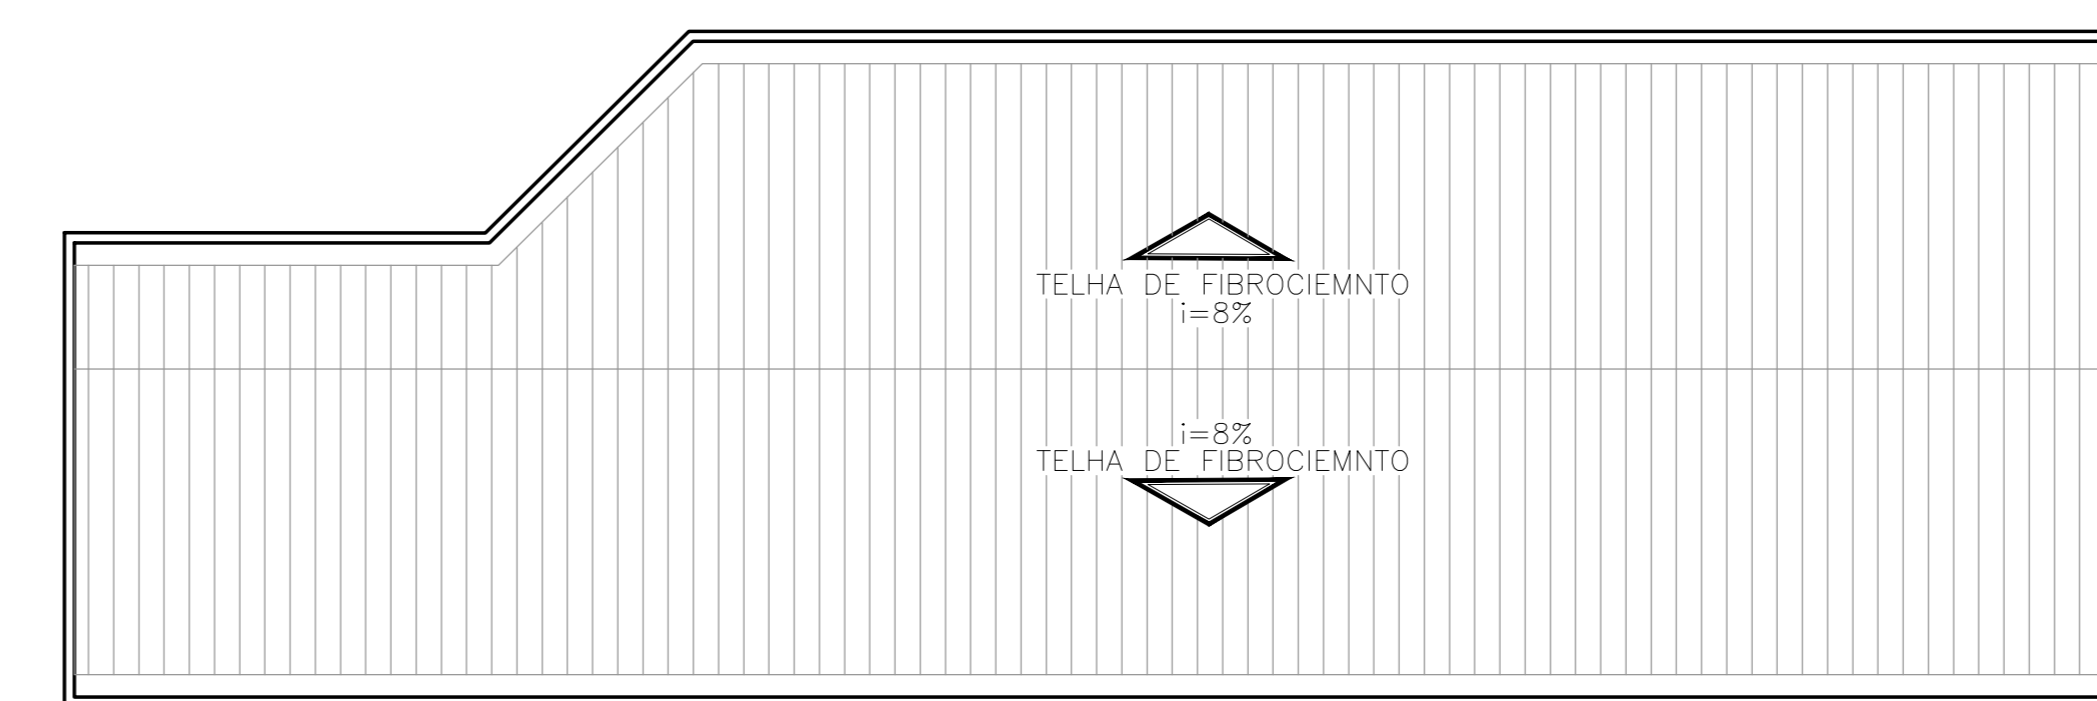 TELHA DE FIBROCIEMNTO
i=8%
i=8%
TELHA DE FIBROCIEMNTO